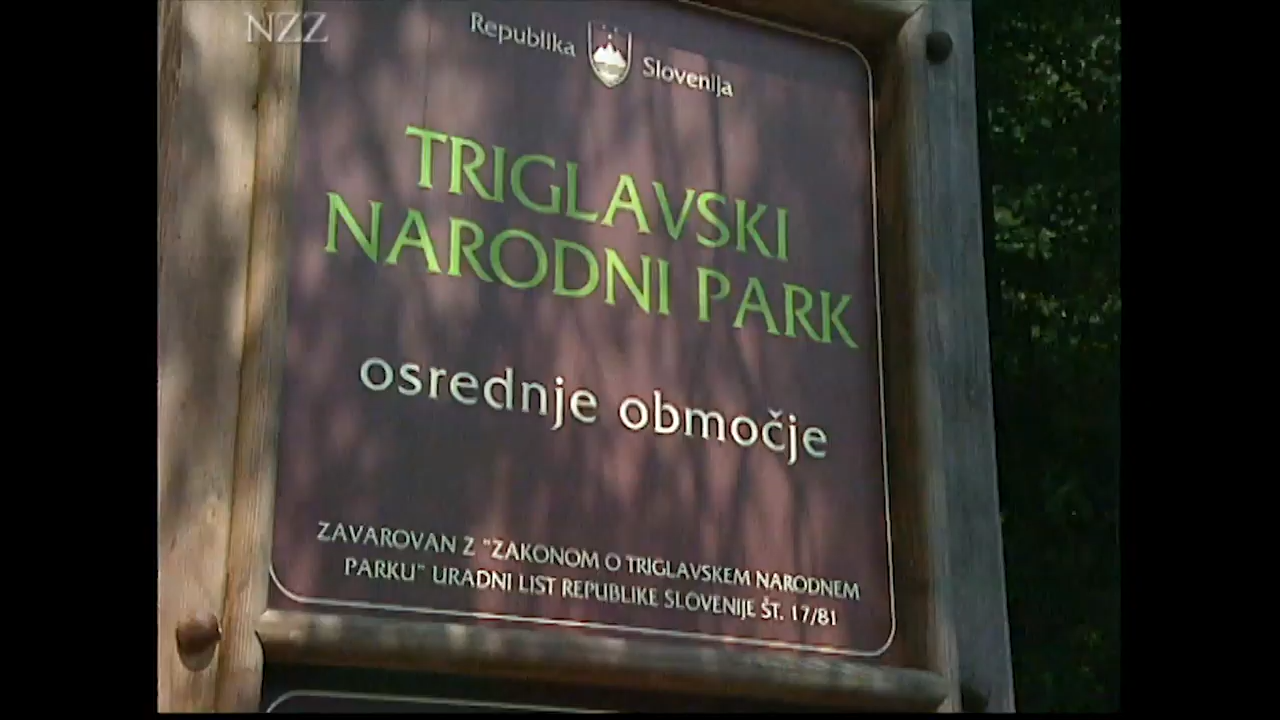 NZZ
Republika Slovenija
TRIGLAVSKI
NARODNI PARK
osrednje območje
ZAVAROVAN Z "ZAKONOM O TRIGLAVSKEM NARODNEM
PARKU" URADNI LIST REPUBLIKE SLOVENIJE ŠT. 17/81